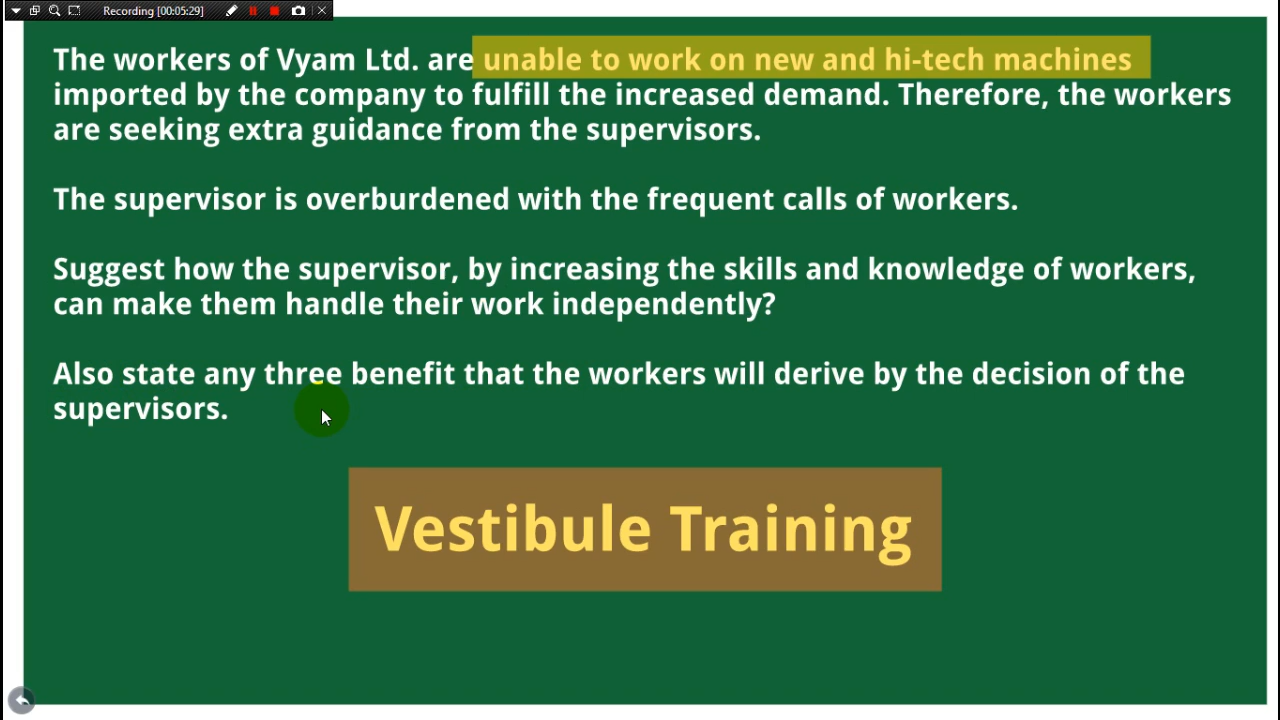 Recording [00:05:29]
The workers of Vyam Ltd. are unable to work on new and hi-tech machines
imported by the company to fulfill the increased demand. Therefore, the workers
are seeking extra guidance from the supervisors.
The supervisor is overburdened with the frequent calls of workers.
Suggest how the supervisor, by increasing the skills and knowledge of workers,
can make them handle their work independently?
Also state any three benefit that the workers will derive by the decision of the
supervisors.
Vestibule Training